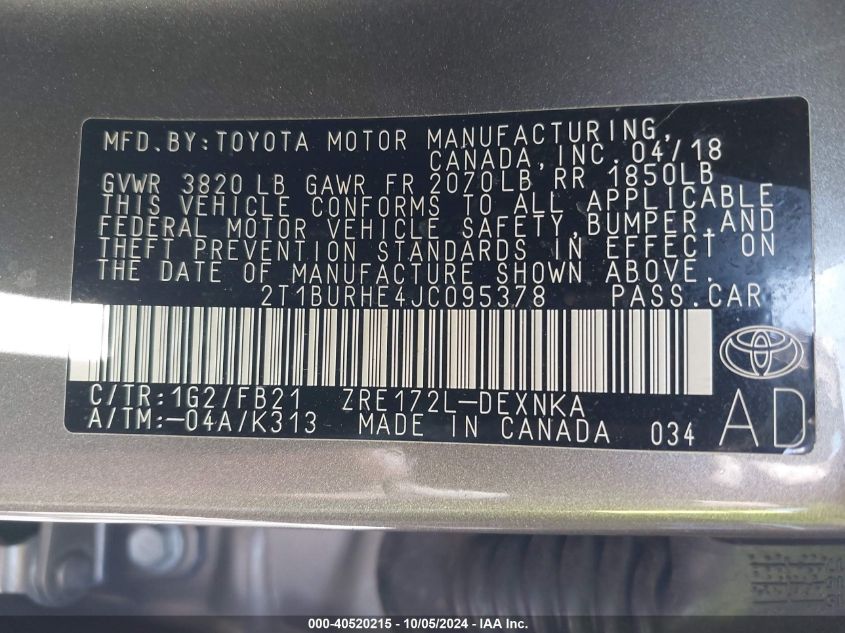 MFD.BY:TOYOTA MOTOR MANUFACTURING,
CANADA,INC. 04/18
GVWR 3820 LB GAWR FR 2070LB RR 1850LB
THIS VEHICLE CONFORMS TO ALL APPLICABLE
FEDERAL MOTOR VEHICLE SAFETY,BUMPER,AND
THEFT PREVENTION STANDARDS IN EFFECT ON
THE DATE OF MANUFACTURE SHOWN ABOVE.
2T1BURHE4JC095378 PASS.CAR
C/TR:1G2/FB21 ZRE172L-DEXNKA
A/TM:-04A/K313 MADE IN CANADA 034 AD
000-40520215 - 10/05/2024 - IAA Inc.